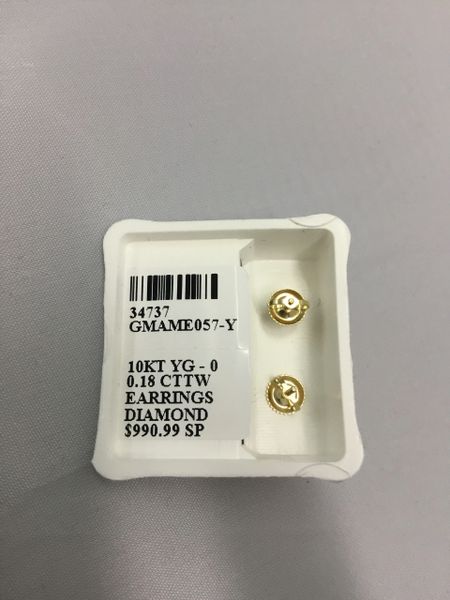 34737
GMAME057-Y
10KT YG - 0
0.18 CTTW
EARRINGS
DIAMOND
$990.99 SP